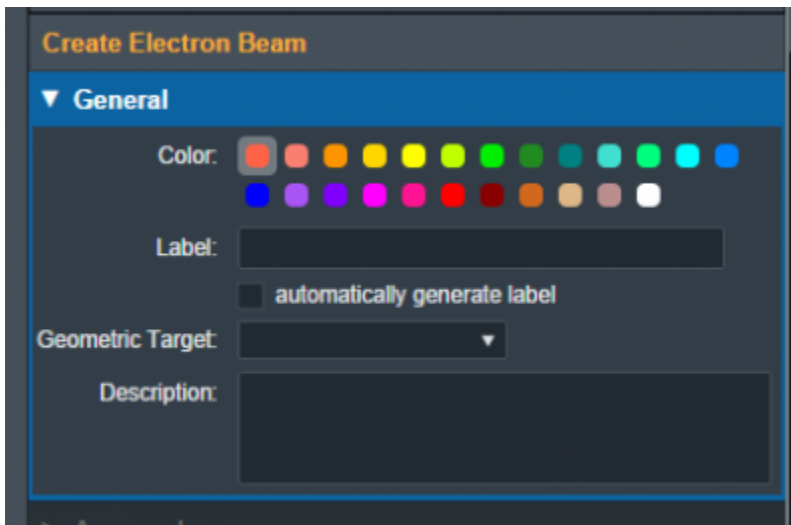 Create Electron Beam
General
Color:
Label:
automatically generate label
Geometric Target:
Description: